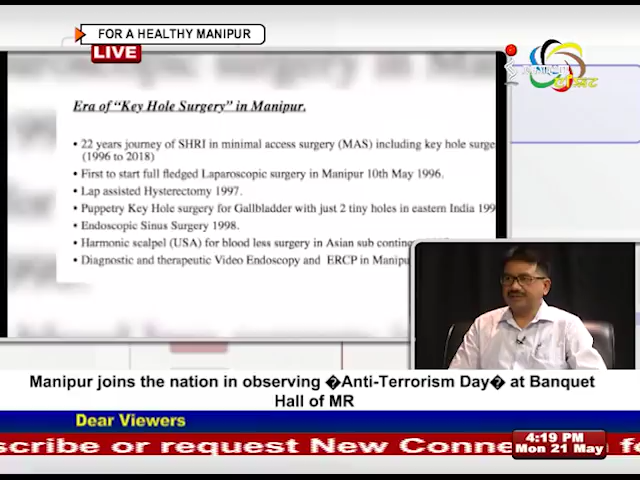 FOR A HEALTHY MANIPUR
LIVE
Era of "Key Hole Surgery" in Manipur.
• 22 years journey of SHRI in minimal access surgery (MAS) including key hole surge
(1996 to 2018)
• First to start full fledged Laparoscopic surgery in Manipur 10th May 1996.
• Lap assisted Hysterectomy 1997.
• Puppetry Key Hole surgery for Gallbladder with just 2 tiny holes in eastern India 199
• Endoscopic Sinus Surgery 1998.
• Harmonic scalpel (USA) for blood less surgery in Asian sub contin
• Diagnostic and therapeutic Video Endoscopy and ERCP in Manipu
Manipur joins the nation in observing �Anti-Terrorism Day� at Banquet
Hall of MR
Dear Viewers
scribe or request New Conne
4:19 PM
Mon 21 May